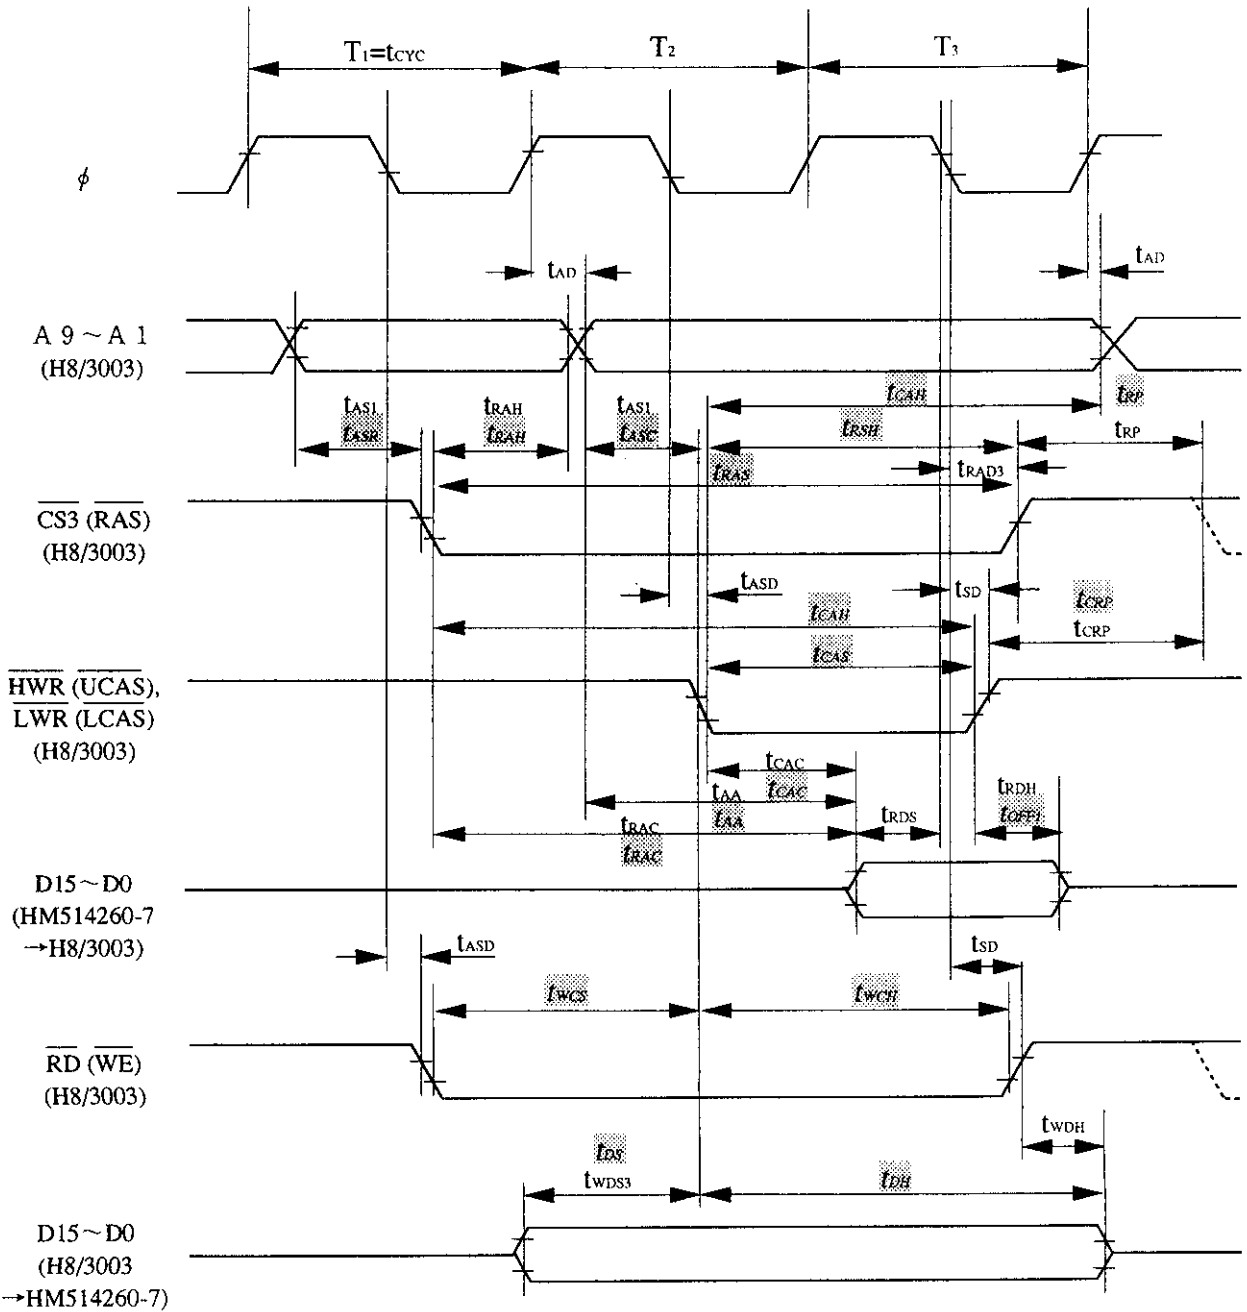 T1=tCYC T2 T3
ϕ
tAD tAD
A 9 ～ A 1
(H8/3003)
tCAH tRP
tAS1 tRAH tAS1 tRP
tASR tRAH tASC tRSH
tRAS tRAD3
CS3 (RAS)
(H8/3003)
tASD tSD tCRP
tCAH tCRP
tCAS
HWR (UCAS),
LWR (LCAS)
(H8/3003)
tCAC tRDH
tAA tCAC
tRAC tAA tRDS tOFF1
tRAC
D15～D0
(HM514260-7
→H8/3003)
tASD tSD
tWCS tWCH
RD (WE)
(H8/3003)
tWDH
tDS
tWDS3 tDH
D15～D0
(H8/3003
→HM514260-7)